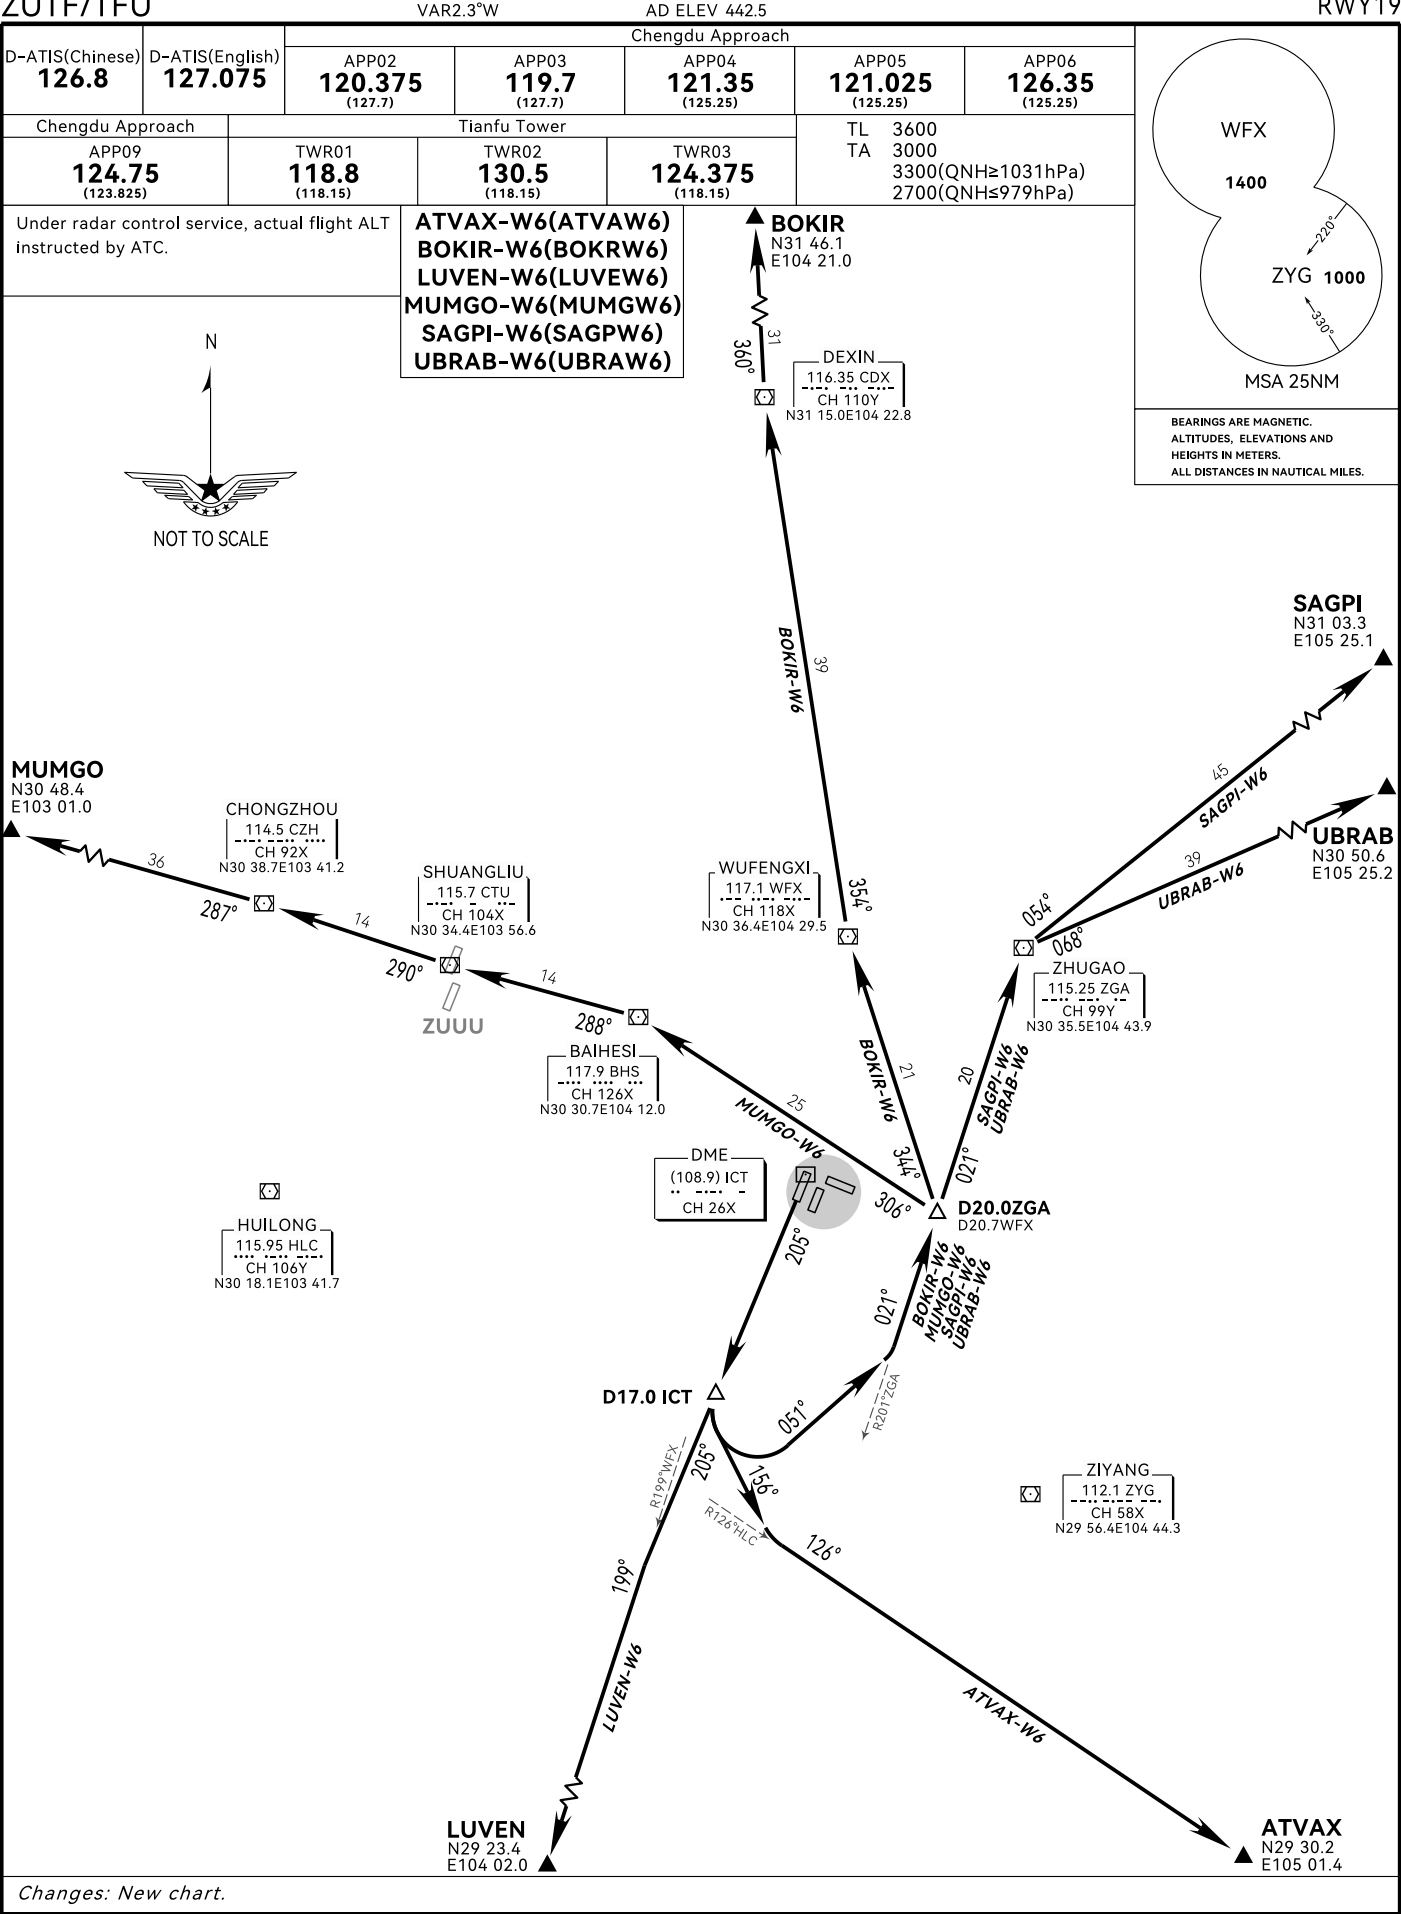 ZUTF/TFU
VAR2.3°W
AD ELEV 442.5
RWY19
D-ATIS(Chinese)
126.8
D-ATIS(English)
127.075
Chengdu Approach
APP02
120.375
(127.7)
APP03
119.7
(127.7)
APP04
121.35
(125.25)
APP05
121.025
(125.25)
APP06
126.35
(125.25)
Chengdu Approach
APP09
124.75
(123.825)
Tianfu Tower
TWR01
118.8
(118.15)
TWR02
130.5
(118.15)
TWR03
124.375
(118.15)
TL 3600
TA 3000
3300(QNH≥1031hPa)
2700(QNH≤979hPa)
WFX
1400
220°
ZYG 1000
330°
MSA 25NM
BEARINGS ARE MAGNETIC.
ALTITUDES, ELEVATIONS AND
HEIGHTS IN METERS.
ALL DISTANCES IN NAUTICAL MILES.
Under radar control service, actual flight ALT
instructed by ATC.
ATVAX-W6(ATVAW6)
BOKIR-W6(BOKRW6)
LUVEN-W6(LUVEW6)
MUMGO-W6(MUMGW6)
SAGPI-W6(SAGPW6)
UBRAB-W6(UBRAW6)
N
NOT TO SCALE
BOKIR
N31 46.1
E104 21.0
31
360°
DEXIN
116.35 CDX
CH 110Y
N31 15.0E104 22.8
BOKIR-W6
39
SAGPI
N31 03.3
E105 25.1
45
SAGPI-W6
UBRAB
N30 50.6
E105 25.2
39
UBRAB-W6
MUMGO
N30 48.4
E103 01.0
36
CHONGZHOU
114.5 CZH
CH 92X
N30 38.7E103 41.2
287°
14
SHUANGLIU
115.7 CTU
CH 104X
N30 34.4E103 56.6
290°
ZUUU
14
288°
BAIHESI
117.9 BHS
CH 126X
N30 30.7E104 12.0
WUFENGXI
117.1 WFX
CH 118X
N30 36.4E104 29.5
354°
054°
068°
ZHUGAO
115.25 ZGA
CH 99Y
N30 35.5E104 43.9
BOKIR-W6
21
20
SAGPI-W6
UBRAB-W6
25
MUMGO-W6
344°
021°
306°
DME
(108.9) ICT
CH 26X
D20.0ZGA
D20.7WFX
HUILONG
115.95 HLC
CH 106Y
N30 18.1E103 41.7
205°
021°
BOKIR-W6
MUMGO-W6
SAGPI-W6
UBRAB-W6
D17.0 ICT
051°
R201°ZGA
205°
R199°WFX
156°
R126°HLC
126°
ZIYANG
112.1 ZYG
CH 58X
N29 56.4E104 44.3
199°
LUVEN-W6
ATVAX-W6
LUVEN
N29 23.4
E104 02.0
ATVAX
N29 30.2
E105 01.4
Changes: New chart.